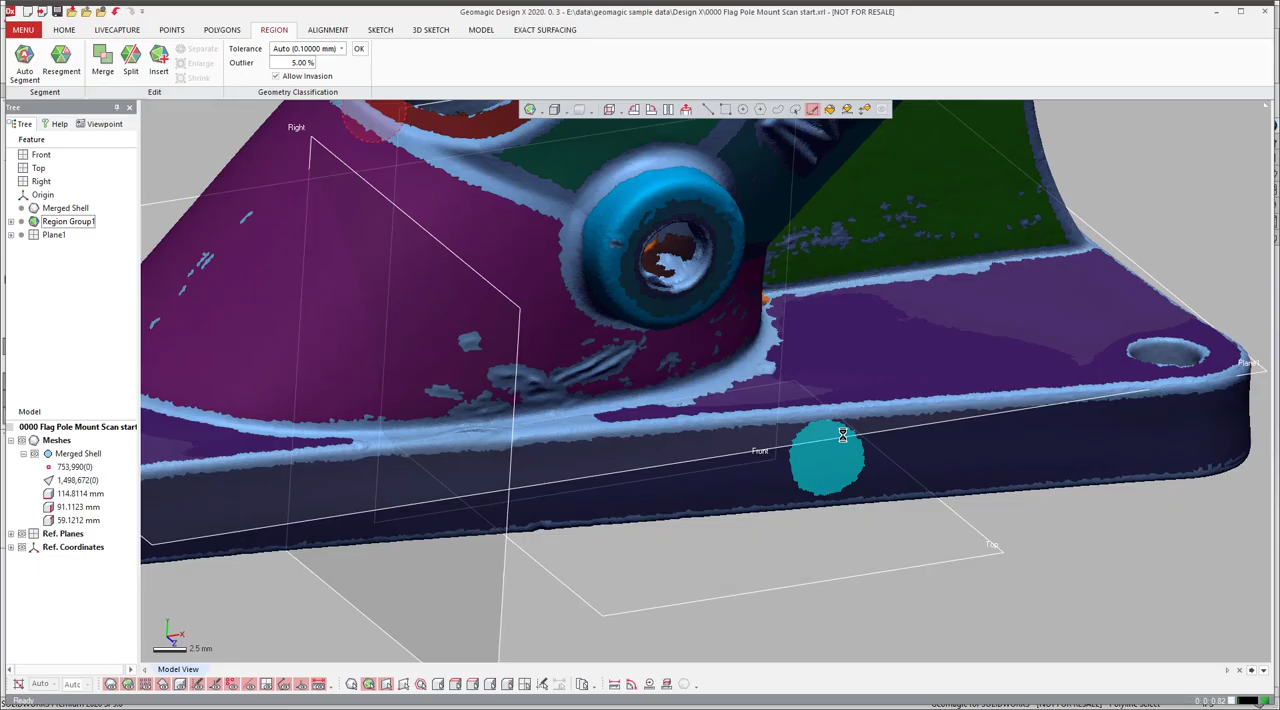 Geomagic Design X 2020. 0. 3 - E:\data\geomagic sample data\Design X\0000 Flag Pole Mount Scan start.xrl - [NOT FOR RESALE]
MENU HOME LIVECAPTURE POINTS POLYGONS REGION ALIGNMENT SKETCH 3D SKETCH MODEL EXACT SURFACING
Auto Segment
Resegment
Merge
Split
Insert
Separate
Enlarge
Shrink
Tolerance Auto (0.10000 mm) OK
Outlier 5.00 %
Allow Invasion
Segment Edit Geometry Classification
Tree
Tree Help Viewpoint
Feature
Front
Top
Right
Origin
Merged Shell
Region Group1
Plane1
Model
0000 Flag Pole Mount Scan start
Meshes
Merged Shell
753,990(0)
1,498,672(0)
114.8114 mm
91.1123 mm
59.1212 mm
Ref. Planes
Ref. Coordinates
Right
Plane1
Front
Top
Y
X
Z
2.5 mm
Model View
Auto
Ready